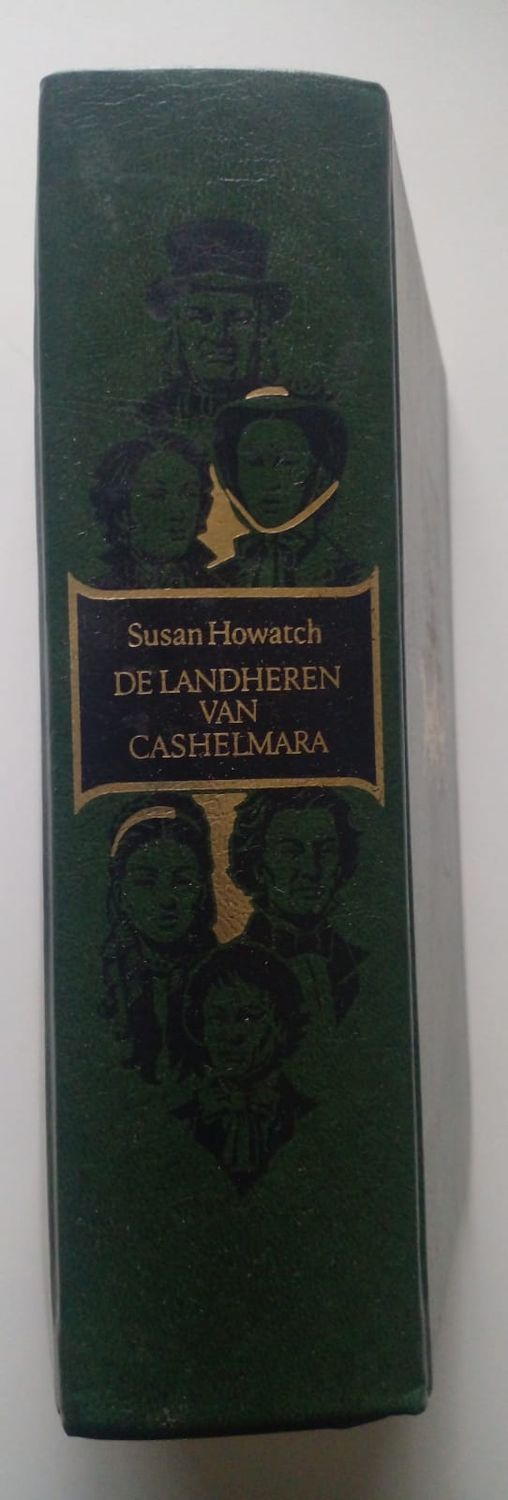 Susan Howatch
DE LANDHEREN
VAN
CASHELMARA